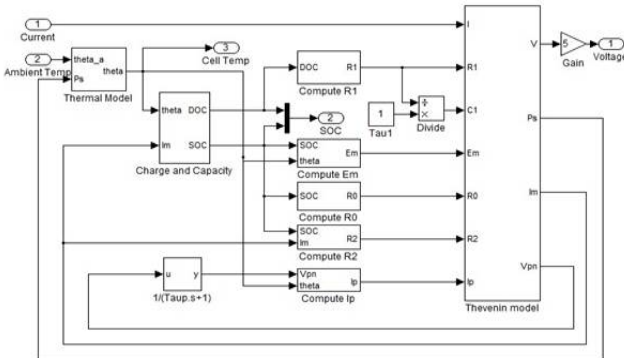 1
Current
2
Ambient Temp
theta_a
Ps
theta
Thermal Model
3
Cell Temp
theta
Im
DOC
SOC
Charge and Capacity
2
SOC
DOC
R1
Compute R1
1
Tau1
÷
×
Divide
SOC
theta
Em
Compute Em
SOC
R0
Compute R0
SOC
Im
R2
Compute R2
u
y
1/(Taup.s+1)
Vpn
theta
Ip
Compute Ip
I
R1
C1
Em
R0
R2
Ip
V
Ps
Im
Vpn
Thevenin model
5
Gain
1
Voltage